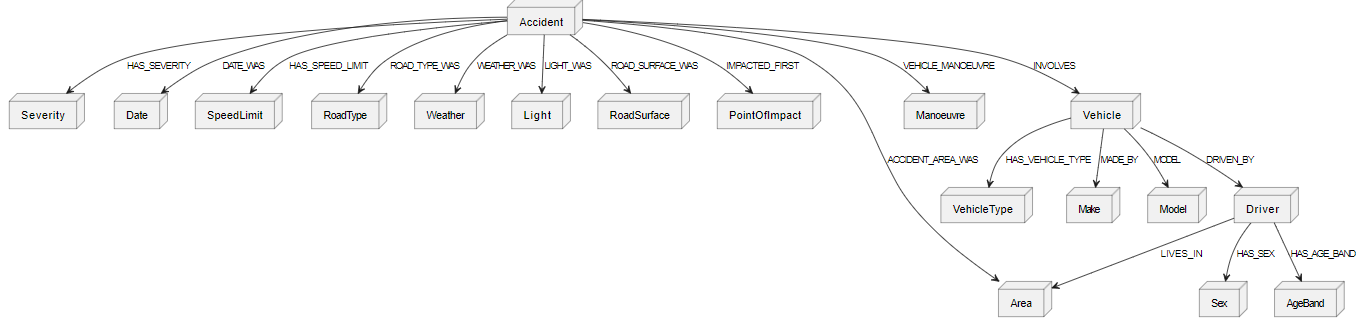 Accident
HAS_SEVERITY
DATE_WAS
HAS_SPEED_LIMIT
ROAD_TYPE_WAS
WEATHER_WAS
LIGHT_WAS
ROAD_SURFACE_WAS
IMPACTED_FIRST
VEHICLE_MANOEUVRE
INVOLVES
Severity
Date
SpeedLimit
RoadType
Weather
Light
RoadSurface
PointOfImpact
Manoeuvre
Vehicle
ACCIDENT_AREA_WAS
HAS_VEHICLE_TYPE
MADE_BY
MODEL
DRIVEN_BY
VehicleType
Make
Model
Driver
LIVES_IN
HAS_SEX
HAS_AGE_BAND
Area
Sex
AgeBand